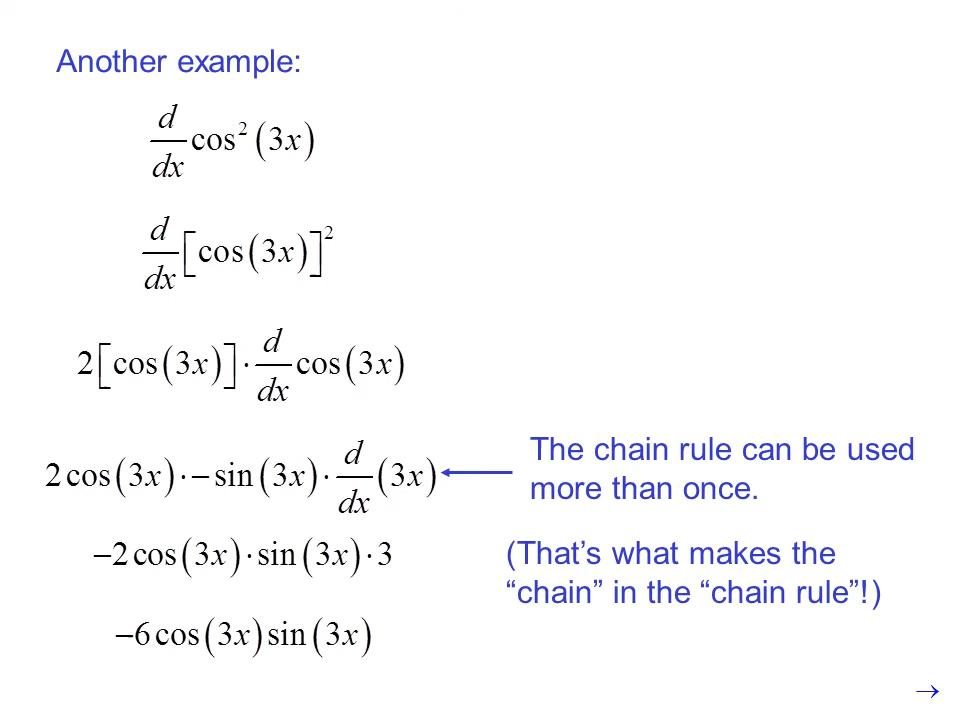 Another example:
d/dx cos² (3x)
d/dx [cos(3x)]²
2[cos(3x)] · d/dx cos(3x)
2cos(3x) · −sin(3x) · d/dx (3x)
The chain rule can be used
more than once.
−2cos(3x) · sin(3x) · 3
(That’s what makes the
“chain” in the “chain rule”!)
−6cos(3x)sin(3x)
→